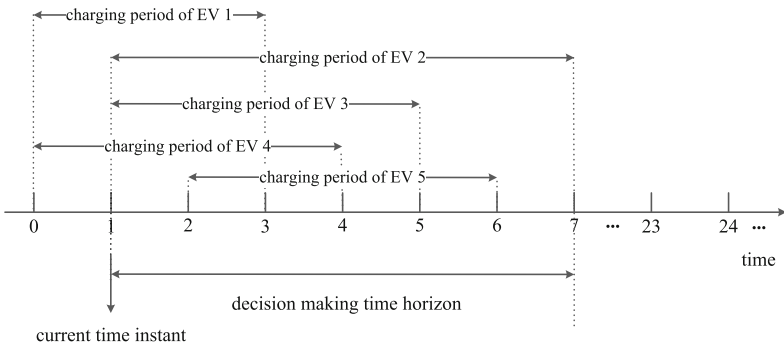 charging period of EV 1
charging period of EV 2
charging period of EV 3
charging period of EV 4
charging period of EV 5
0 1 2 3 4 5 6 7 ... 23 24 ...
time
decision making time horizon
current time instant